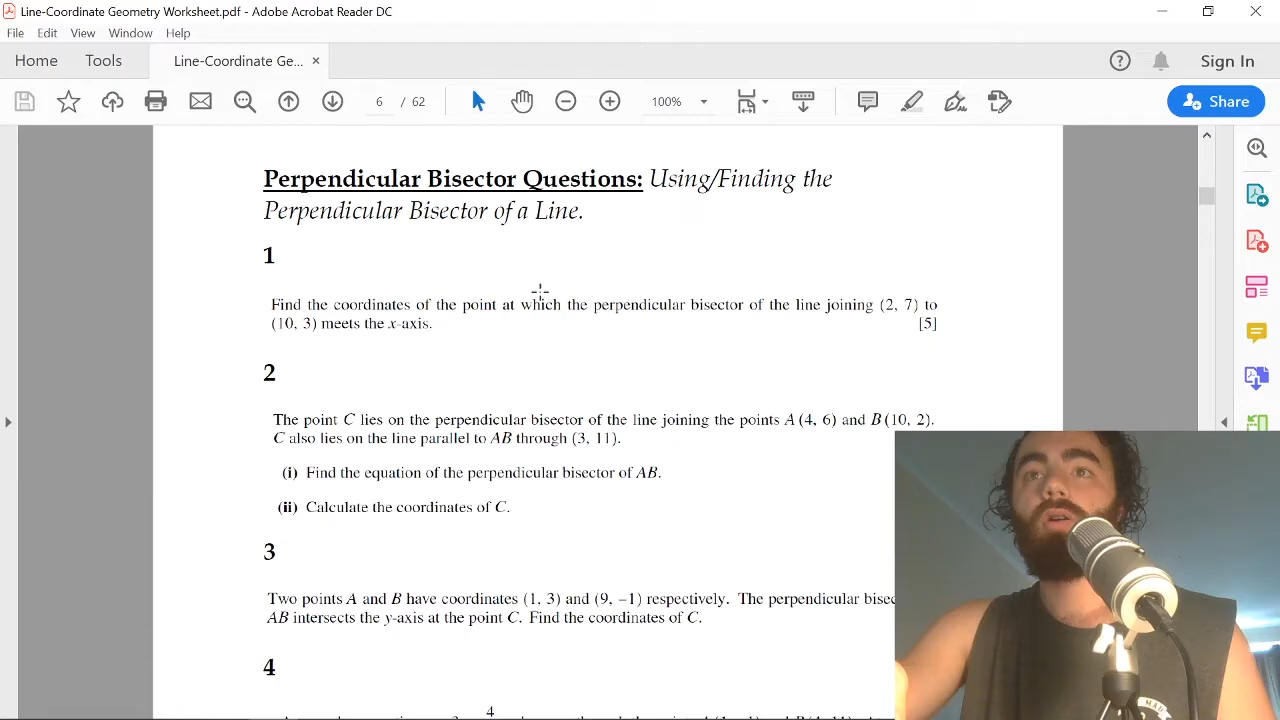 Line-Coordinate Geometry Worksheet.pdf - Adobe Acrobat Reader DC
File Edit View Window Help
Home Tools Line-Coordinate Ge... × Sign In
6 / 62 100% Share
Perpendicular Bisector Questions: Using/Finding the
Perpendicular Bisector of a Line.
1
Find the coordinates of the point at which the perpendicular bisector of the line joining (2, 7) to
(10, 3) meets the x-axis. [5]
2
The point C lies on the perpendicular bisector of the line joining the points A (4, 6) and B (10, 2).
C also lies on the line parallel to AB through (3, 11).
(i) Find the equation of the perpendicular bisector of AB.
(ii) Calculate the coordinates of C.
3
Two points A and B have coordinates (1, 3) and (9, −1) respectively. The perpendicular bisec
AB intersects the y-axis at the point C. Find the coordinates of C.
4
4